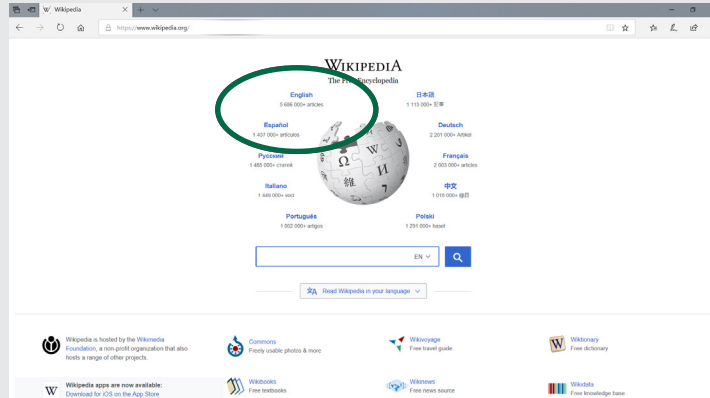 Wikipedia
https://www.wikipedia.org/
WIKIPEDIA
The Free Encyclopedia
English
5 686 000+ articles
日本語
1 113 000+ 記事
Español
1 437 000+ artículos
Deutsch
2 201 000+ Artikel
Русский
1 485 000+ статей
Français
2 003 000+ articles
Italiano
1 449 000+ voci
中文
1 019 000+ 條目
Português
1 002 000+ artigos
Polski
1 291 000+ haseł
Ω
W
И
維
7
EN
Read Wikipedia in your language
Wikipedia is hosted by the Wikimedia
Foundation, a non-profit organization that also
hosts a range of other projects.
Commons
Freely usable photos & more
Wikivoyage
Free travel guide
Wiktionary
Free dictionary
W
Wikipedia apps are now available:
Download for iOS on the App Store
Wikibooks
Free textbooks
Wikinews
Free news source
Wikidata
Free knowledge base